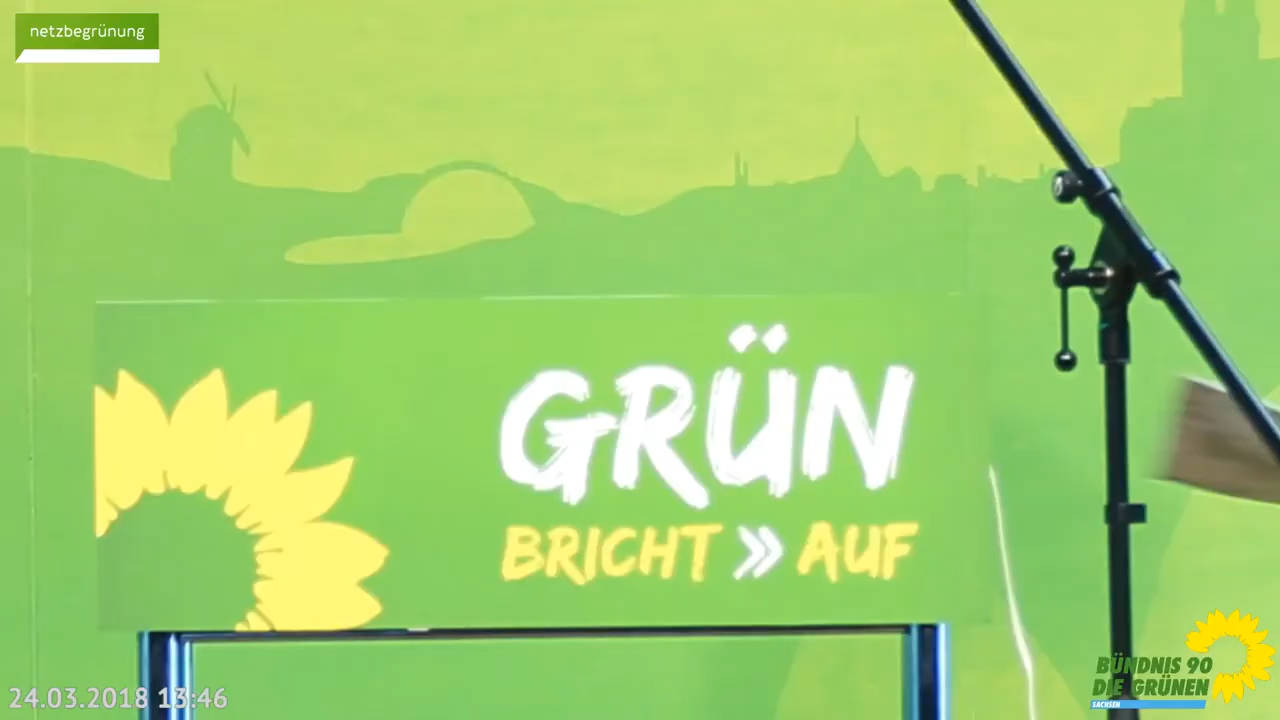 netzbegrünung
GRÜN
BRICHT » AUF
BÜNDNIS 90
DIE GRÜNEN
SACHSEN
24.03.2018 13:46